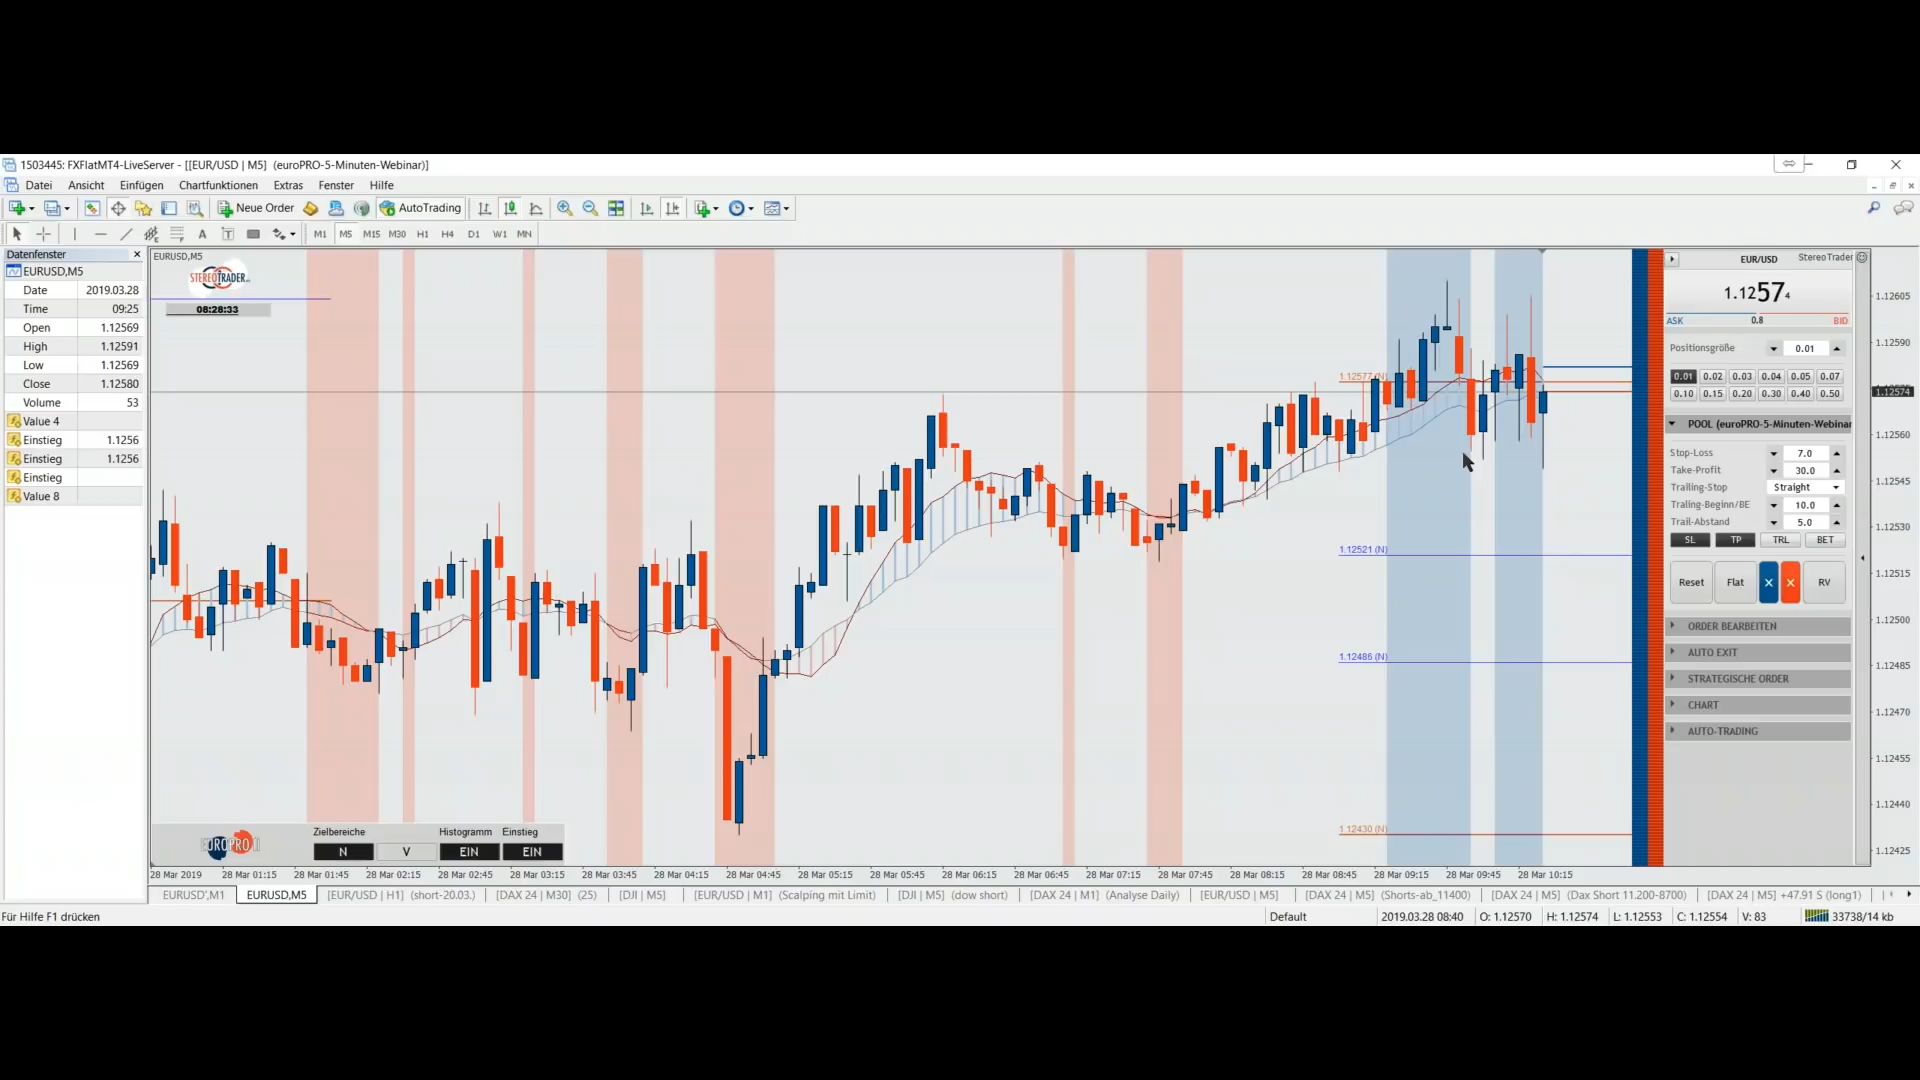 1503445: FXFlatMT4-LiveServer - [[EUR/USD | M5] (euroPRO-5-Minuten-Webinar)]
Datei Ansicht Einfügen Chartfunktionen Extras Fenster Hilfe
Neue Order AutoTrading
M1 M5 M15 M30 H1 H4 D1 W1 MN
Datenfenster
EURUSD,M5
Date 2019.03.28
Time 09:25
Open 1.12569
High 1.12591
Low 1.12569
Close 1.12580
Volume 53
Value 4
Einstieg 1.1256
Einstieg 1.1256
Einstieg
Value 8
EURUSD,M5
STEREOTRADER
08:28:33
1.12577 (N)
1.12521 (N)
1.12486 (N)
1.12430 (N)
EUROPRO
Zielbereiche Histogramm Einstieg
N V EIN EIN
28 Mar 2019 28 Mar 01:15 28 Mar 01:45 28 Mar 02:15 28 Mar 02:45 28 Mar 03:15 28 Mar 03:45 28 Mar 04:15 28 Mar 04:45 28 Mar 05:15 28 Mar 05:45 28 Mar 06:15 28 Mar 06:45 28 Mar 07:15 28 Mar 07:45 28 Mar 08:15 28 Mar 08:45 28 Mar 09:15 28 Mar 09:45 28 Mar 10:15
EUR/USD StereoTrader
1.12574
ASK 0.8 BID
Positionsgröße 0.01
0.01 0.02 0.03 0.04 0.05 0.07
0.10 0.15 0.20 0.30 0.40 0.50
POOL (euroPRO-5-Minuten-Webinar
Stop-Loss 7.0
Take-Profit 30.0
Trailing-Stop Straight
Traling-Beginn/BE 10.0
Trail-Abstand 5.0
SL TP TRL BET
Reset Flat × × RV
ORDER BEARBEITEN
AUTO EXIT
STRATEGISCHE ORDER
CHART
AUTO-TRADING
1.12605
1.12590
1.12574
1.12560
1.12545
1.12530
1.12515
1.12500
1.12485
1.12470
1.12455
1.12440
1.12425
EURUSD',M1 EURUSD,M5 [EUR/USD | H1] (short-20.03.) [DAX 24 | M30] (25) [DJI | M5] [EUR/USD | M1] (Scalping mit Limit) [DJI | M5] (dow short) [DAX 24 | M1] (Analyse Daily) [EUR/USD | M5] [DAX 24 | M5] (Shorts-ab_11400) [DAX 24 | M5] (Dax Short 11.200-8700) [DAX 24 | M5] +47.91 S (long1)
Für Hilfe F1 drücken Default 2019.03.28 08:40 O: 1.12570 H: 1.12574 L: 1.12553 C: 1.12554 V: 83 33738/14 kb